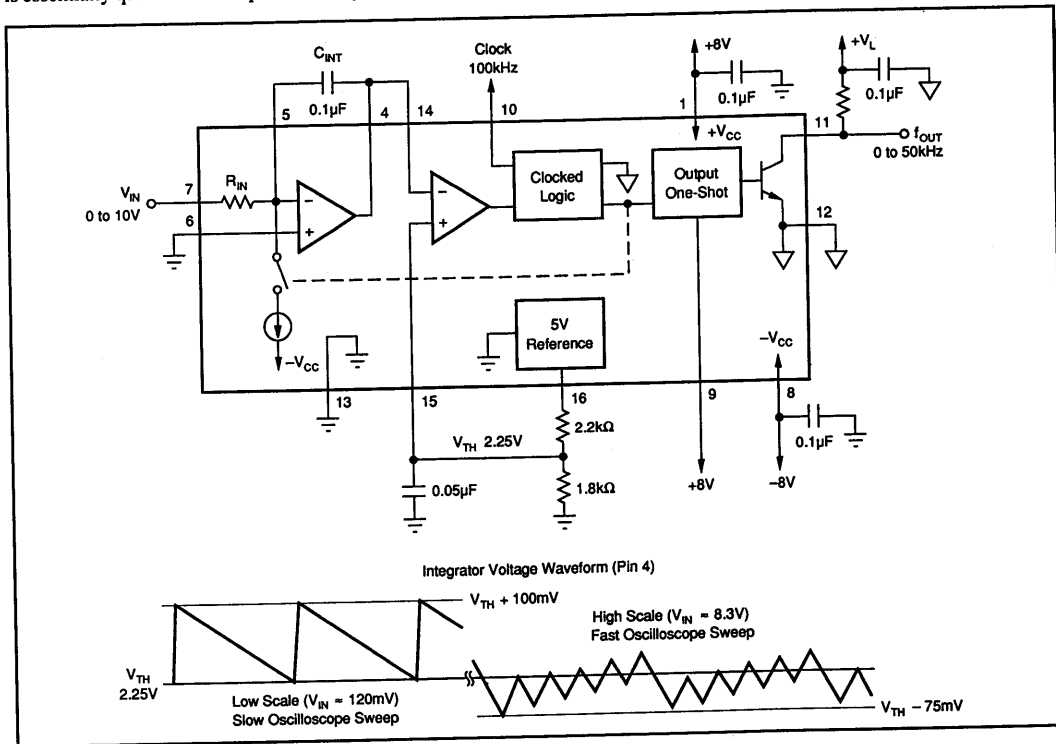 is essentially
C_INT
0.1µF
Clock
100kHz
+8V
0.1µF
+V_L
0.1µF
5
4
14
10
1
11
+V_CC
f_OUT
0 to 50kHz
V_IN
0 to 10V
7
R_IN
−
+
6
−
+
Clocked
Logic
Output
One-Shot
12
5V
Reference
−V_CC
−V_CC
13
15
16
9
8
2.2kΩ
0.1µF
V_TH 2.25V
0.05µF
1.8kΩ
+8V
−8V
Integrator Voltage Waveform (Pin 4)
V_TH + 100mV
High Scale (V_IN ≈ 8.3V)
Fast Oscilloscope Sweep
V_TH
2.25V
Low Scale (V_IN ≈ 120mV)
Slow Oscilloscope Sweep
V_TH − 75mV